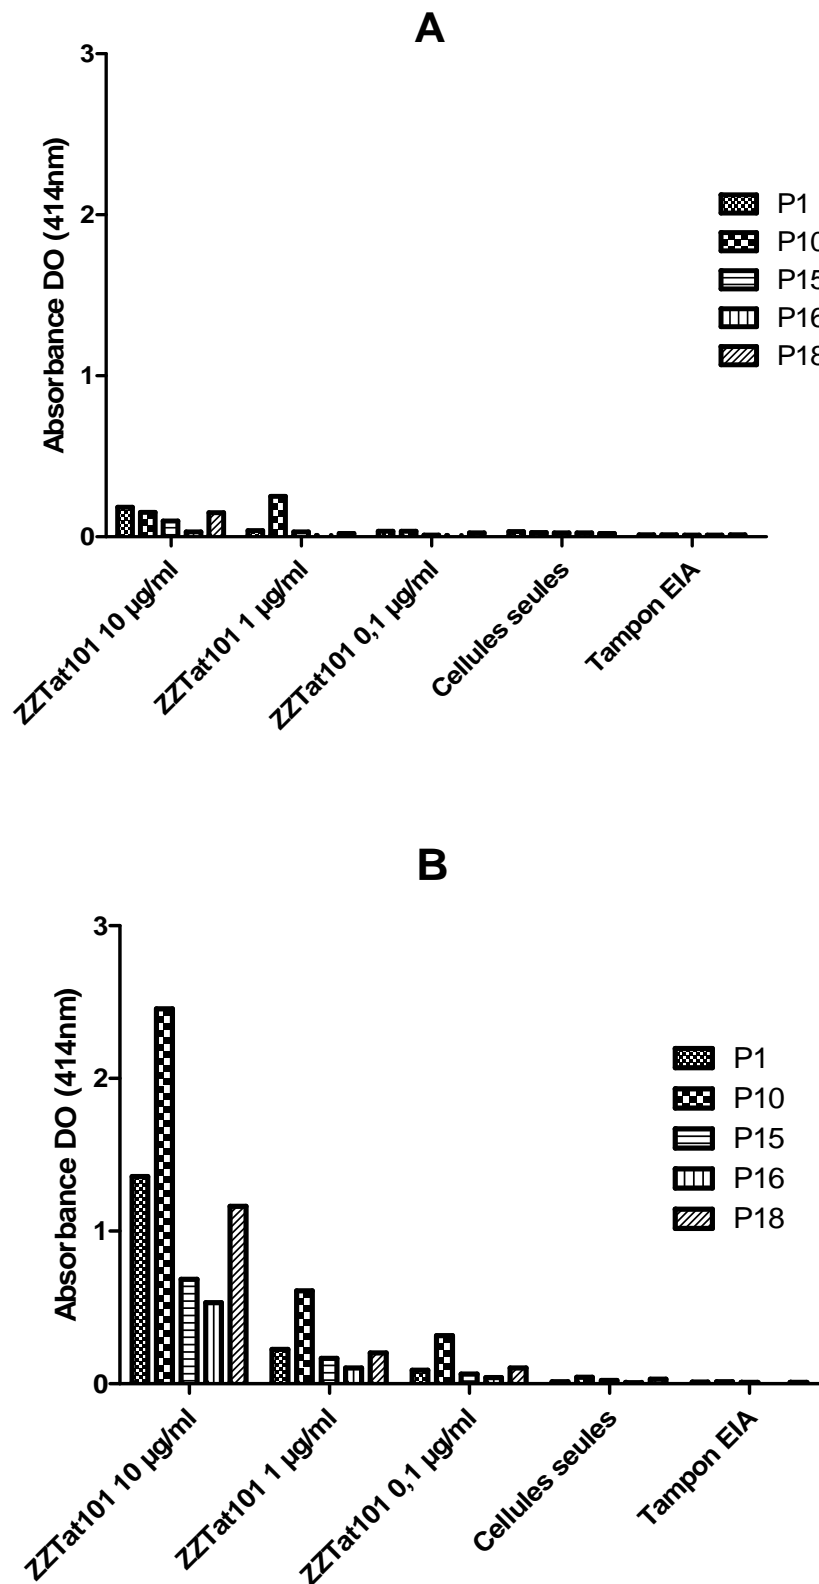 A
3
2
1
0
Absorbance DO (414nm)
P1
P10
P15
P16
P18
ZZTat101 10 µg/ml
ZZTat101 1 µg/ml
ZZTat101 0,1 µg/ml
Cellules seules
Tampon EIA
B
3
2
1
0
Absorbance DO (414nm)
P1
P10
P15
P16
P18
ZZTat101 10 µg/ml
ZZTat101 1 µg/ml
ZZTat101 0,1 µg/ml
Cellules seules
Tampon EIA